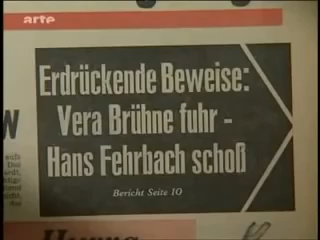 arte
Erdrückende Beweise:
Vera Brühne fuhr -
Hans Fehrbach schoß
Bericht Seite 10